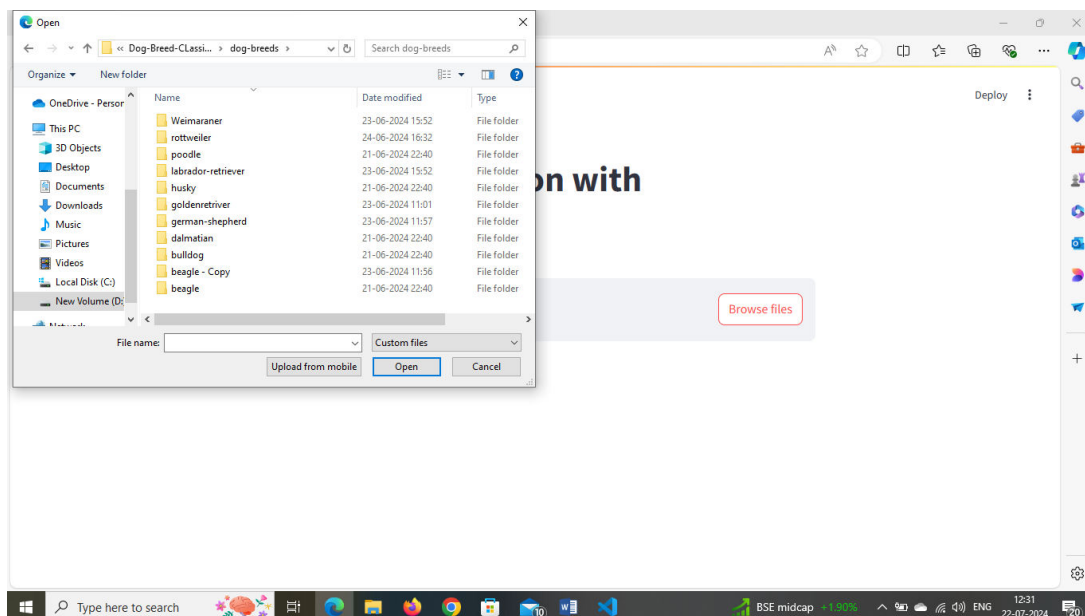 Open
« Dog-Breed-CLassi... › dog-breeds ›
Search dog-breeds
Organize
New folder
OneDrive - Person
This PC
3D Objects
Desktop
Documents
Downloads
Music
Pictures
Videos
Local Disk (C:)
New Volume (D:
Name Date modified Type
Weimaraner 23-06-2024 15:52 File folder
rottweiler 24-06-2024 16:32 File folder
poodle 21-06-2024 22:40 File folder
labrador-retriever 23-06-2024 15:52 File folder
husky 21-06-2024 22:40 File folder
goldenretriver 23-06-2024 11:01 File folder
german-shepherd 23-06-2024 11:57 File folder
dalmatian 21-06-2024 22:40 File folder
bulldog 21-06-2024 22:40 File folder
beagle - Copy 23-06-2024 11:56 File folder
beagle 21-06-2024 22:40 File folder
File name:
Custom files
Upload from mobile
Open
Cancel
Deploy
on with
Browse files
Type here to search
10
BSE midcap +1.90%
ENG
12:31
22-07-2024
20